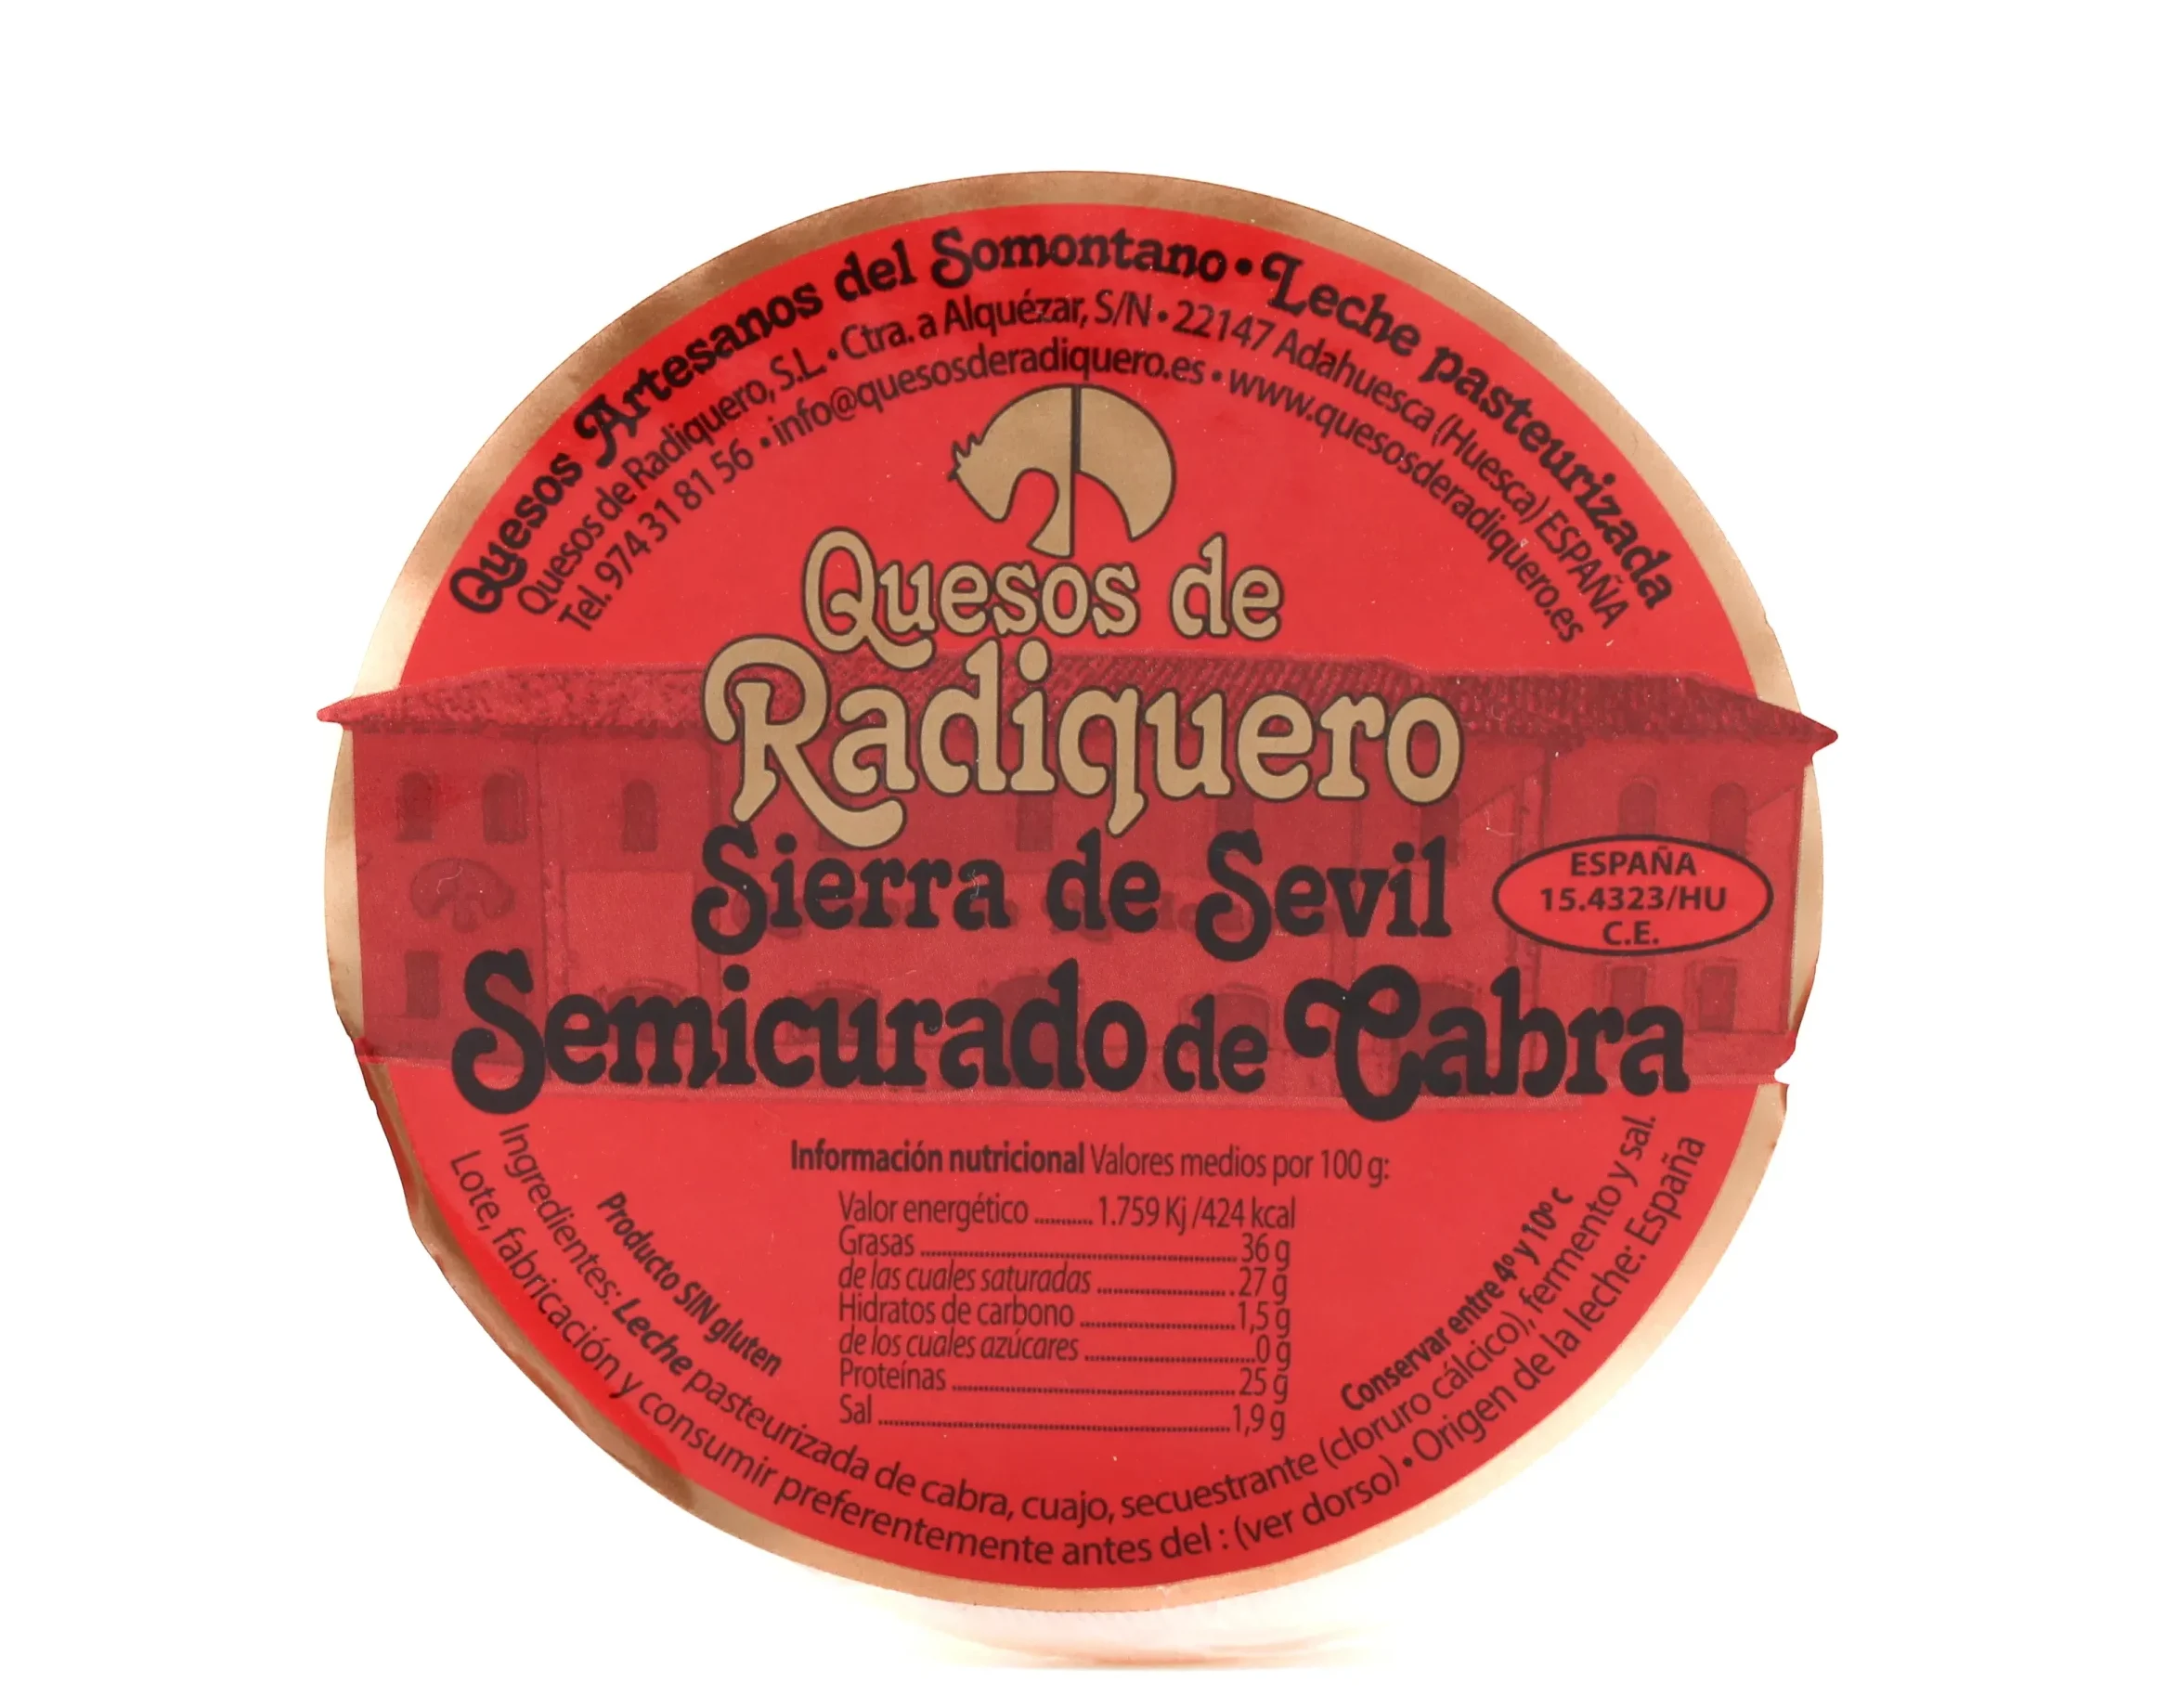 Quesos Artesanos del Somontano • Leche pasteurizada
Quesos de Radiquero, S.L. • Ctra. a Alquézar, S/N • 22147 Adahuesca (Huesca) ESPAÑA
Tel. 974 31 81 56 • info@quesosderadiquero.es • www.quesosderadiquero.es
Quesos de
Radiquero
Sierra de Sevil
ESPAÑA
15.4323/HU
C.E.
Semicurado de Cabra
Información nutricional Valores medios por 100 g:
Valor energético .......... 1.759 Kj /424 kcal
Grasas .......... 36 g
de las cuales saturadas .......... 27 g
Hidratos de carbono .......... 1,5 g
de los cuales azúcares .......... 0 g
Proteínas .......... 25 g
Sal .......... 1,9 g
Producto SIN gluten
Conservar entre 4º y 10º C
Ingredientes: Leche pasteurizada de cabra, cuajo, secuestrante (cloruro cálcico), fermento y sal.
Lote, fabricación y consumir preferentemente antes del : (ver dorso) • Origen de la leche: España